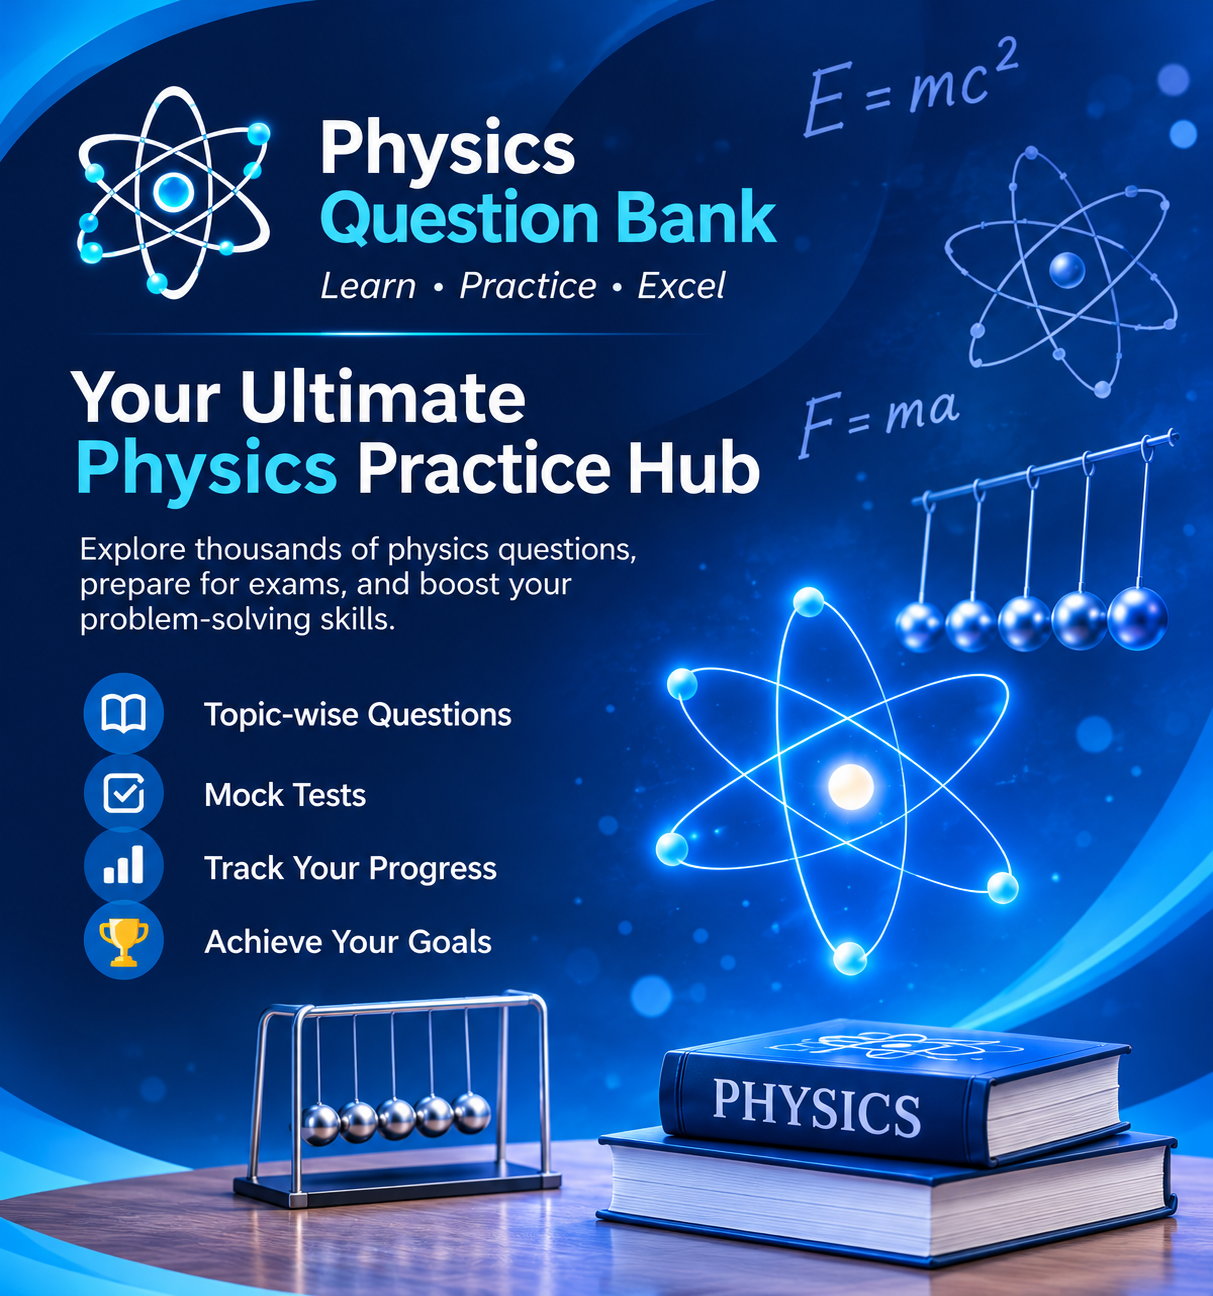 Physics
Question Bank
Learn • Practice • Excel
Your Ultimate
Physics Practice Hub
Explore thousands of physics questions,
prepare for exams, and boost your
problem-solving skills.
Topic-wise Questions
Mock Tests
Track Your Progress
Achieve Your Goals
E = mc²
F = ma
PHYSICS